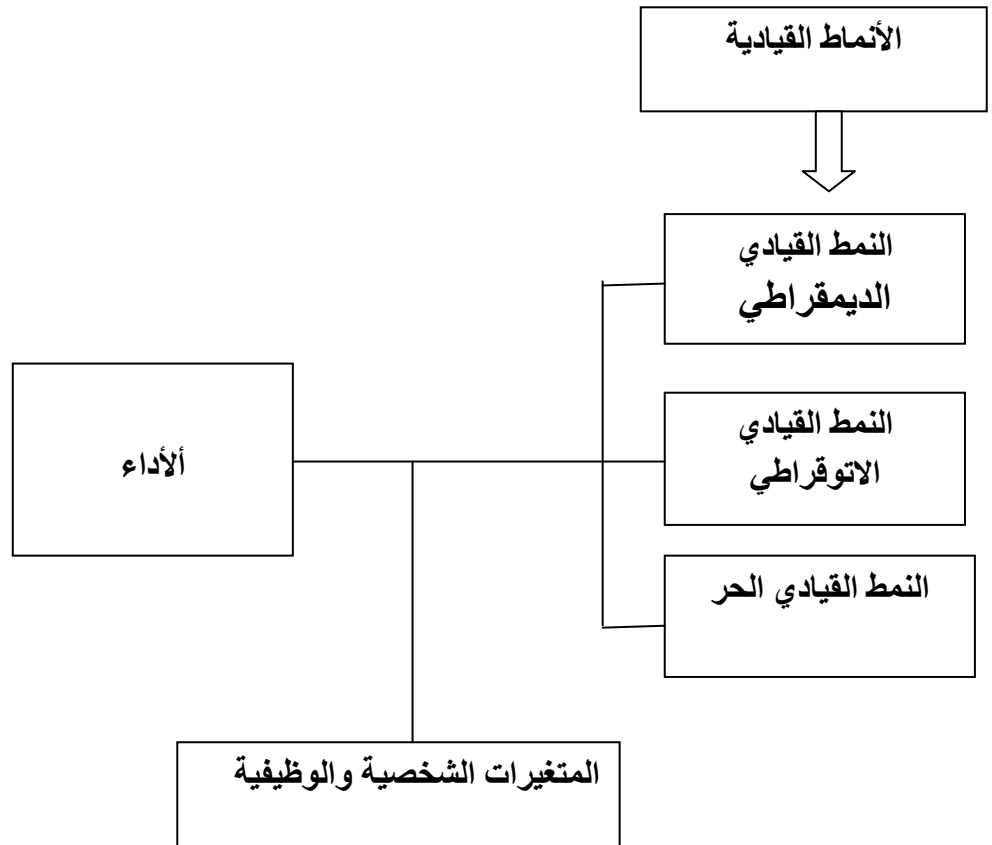 الأنماط القيادية
النمط القيادي
الديمقراطي
النمط القيادي
الاتوقراطي
ألأداء
النمط القيادي الحر
المتغيرات الشخصية والوظيفية